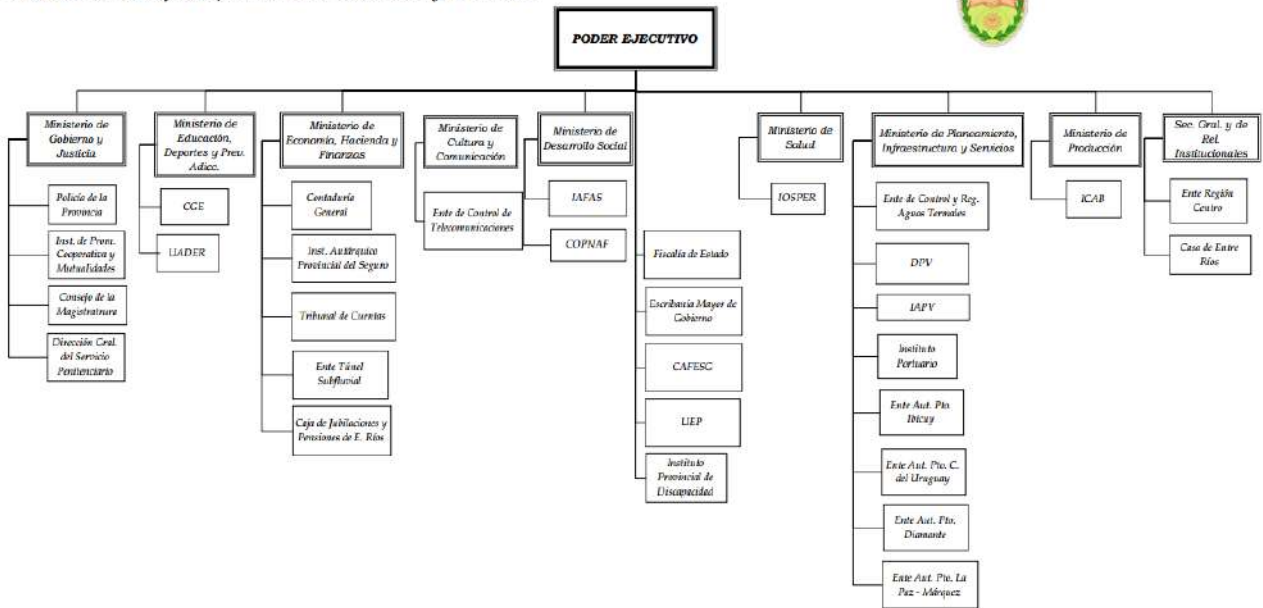 PODER EJECUTIVO
Ministerio de
Gobierno y
Justicia
Policía de la
Provincia
Inst. de Prom.
Cooperativa y
Mutualidades
Consejo de la
Magistratura
Dirección Gral.
del Servicio
Penitenciario
Ministerio de
Educación,
Deportes y Prev.
Adicc.
CGE
UADER
Ministerio de
Economía, Hacienda y
Finanzas
Contaduría
General
Inst. Autárquico
Provincial del Seguro
Tribunal de Cuentas
Ente Túnel
Subfluvial
Caja de Jubilaciones y
Pensiones de E. Ríos
Ministerio de
Cultura y
Comunicación
Ente de Control de
Telecomunicaciones
Ministerio de
Desarrollo Social
IAFAS
COPNAF
Fiscalía de Estado
Escribanía Mayor de
Gobierno
CAFESG
UEP
Instituto
Provincial de
Discapacidad
Ministerio de
Salud
IOSPER
Ministerio de Planeamiento,
Infraestructura y Servicios
Ente de Control y Reg.
Aguas Termales
DPV
IAPV
Instituto
Portuario
Ente Aut. Pto.
Ibicuy
Ente Aut. Pto. C.
del Uruguay
Ente Aut. Pto.
Diamante
Ente Aut. Pto. La
Paz - Márquez
Ministerio de
Producción
ICAB
Sec. Gral. y de
Rel.
Institucionales
Ente Región
Centro
Casa de Entre
Ríos